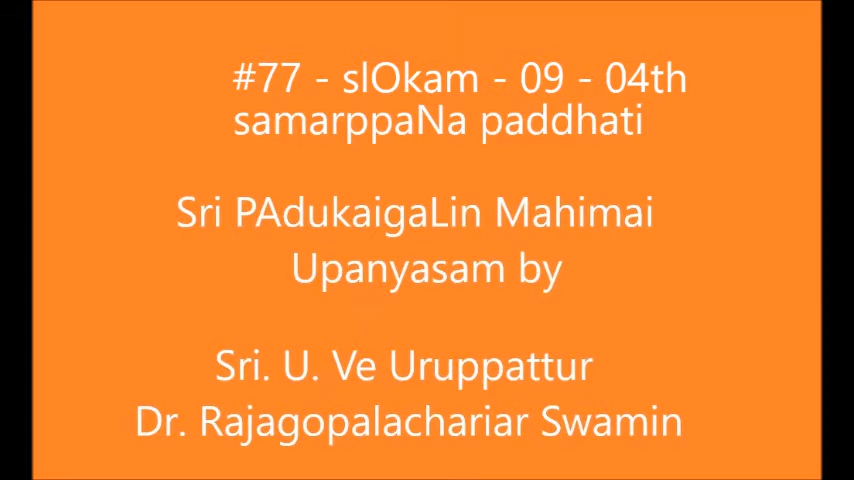 #77 - slOkam - 09 - 04th
samarppaNa paddhati
Sri PAdukaigaLin Mahimai
Upanyasam by
Sri. U. Ve Uruppattur
Dr. Rajagopalachariar Swamin